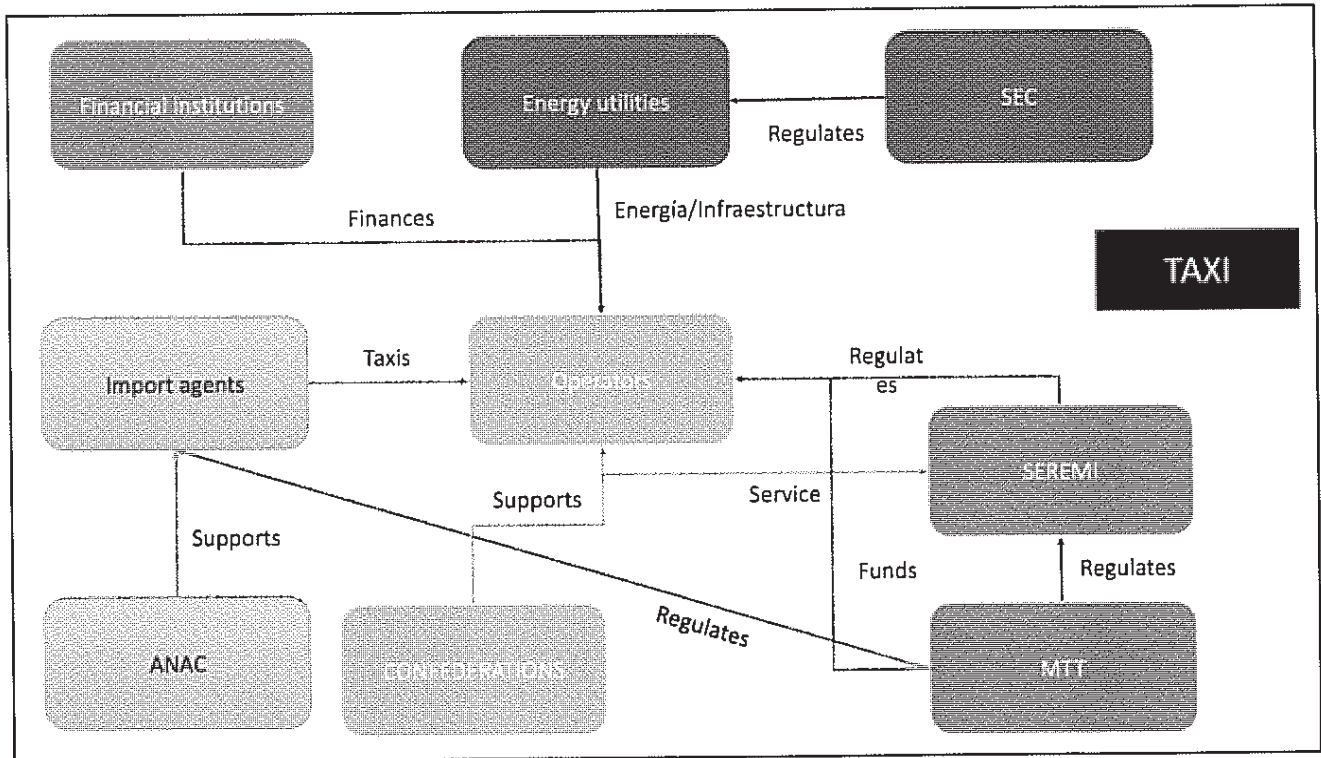 Financial institutions
Energy utilities
SEC
Regulates
Finances
Energía/Infraestructura
TAXI
Import agents
Taxis
Operators
Regulat
es
SEREMI
Supports
Service
Supports
Funds
Regulates
Regulates
ANAC
CONFEDERATIONS
MTT